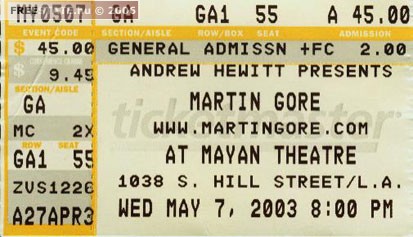 MY0507 GA GA1 55 A 45.00
EVENT CODE SECTION/AISLE ROW/BOX SEAT ADMISSION
$ 45.00 GENERAL ADMISSN +FC 2.00
9.45 ANDREW HEWITT PRESENTS
SECTION/AISLE
GA MARTIN GORE
ticketmaster
MC 2X WWW.MARTINGORE.COM
ROW/BOX SEAT
GA1 55 AT MAYAN THEATRE
ZVS1226 1038 S. HILL STREET/L.A.
A27APR3 WED MAY 7, 2003 8:00 PM